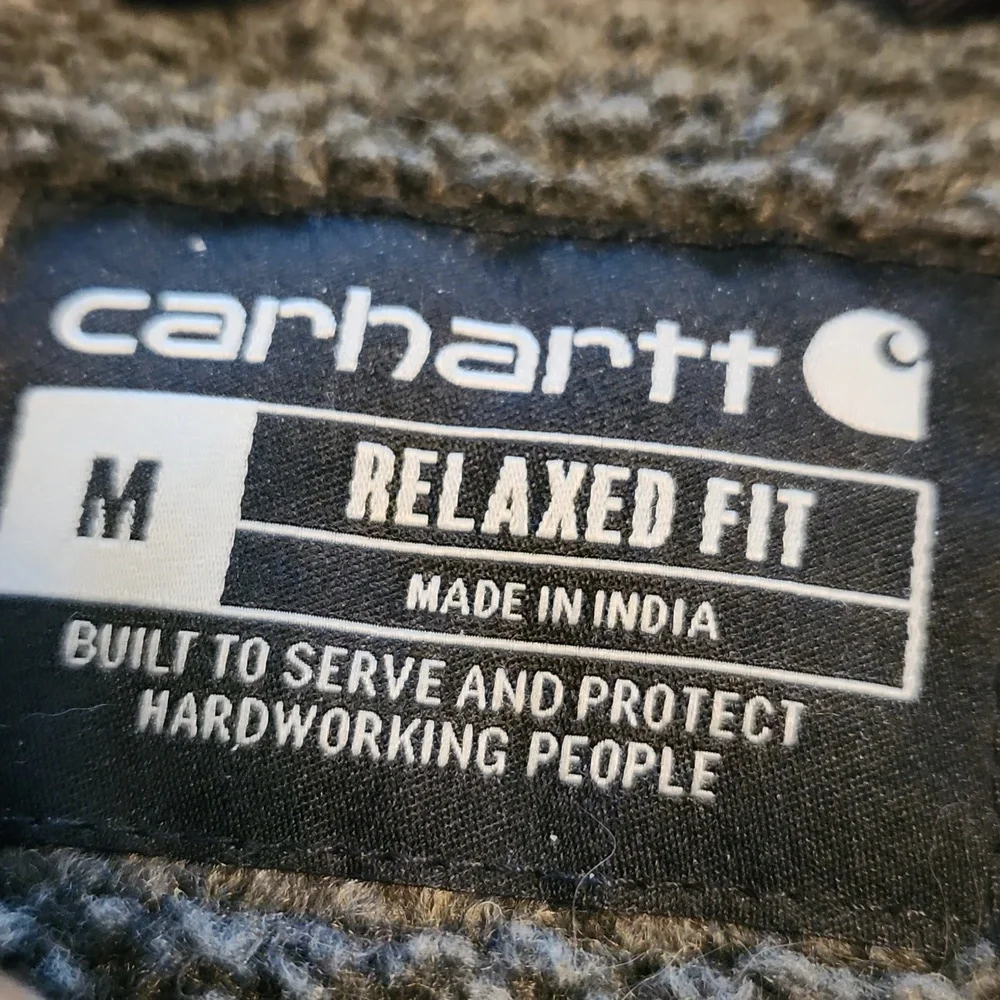 carhartt
M
RELAXED FIT
MADE IN INDIA
BUILT TO SERVE AND PROTECT
HARDWORKING PEOPLE